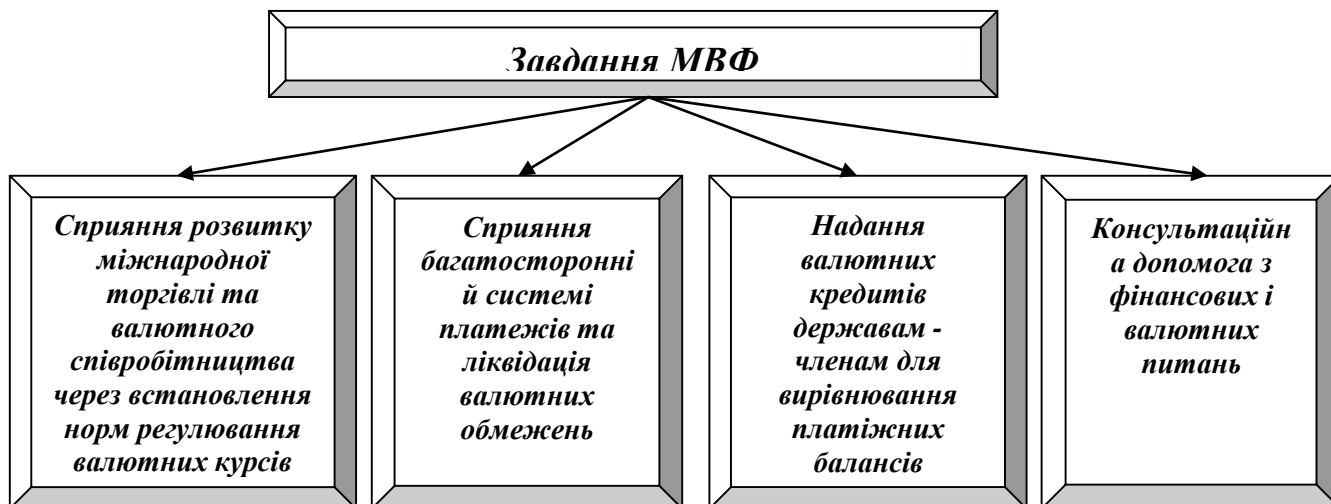 Завдання МВФ
Сприяння розвитку
міжнародної
торгівлі та
валютного
співробітництва
через встановлення
норм регулювання
валютних курсів
Сприяння
багатосторонні
й системі
платежів та
ліквідація
валютних
обмежень
Надання
валютних
кредитів
державам -
членам для
вирівнювання
платіжних
балансів
Консультаційн
а допомога з
фінансових і
валютних
питань